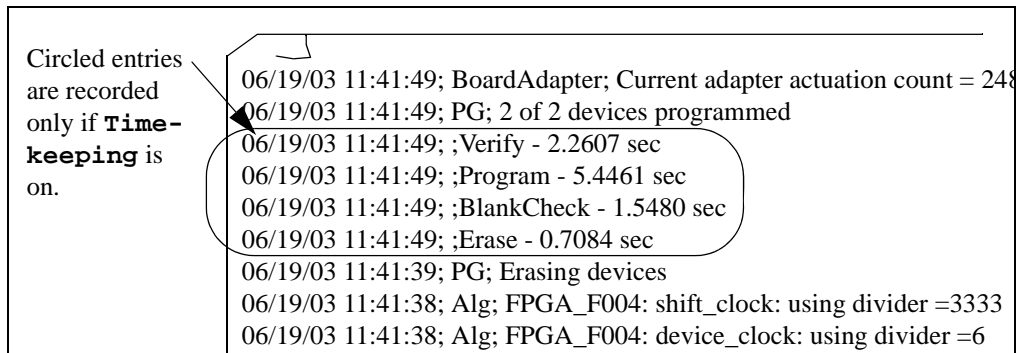 Circled entries
are recorded
only if Time-
keeping is
on.
06/19/03 11:41:49; BoardAdapter; Current adapter actuation count = 248
06/19/03 11:41:49; PG; 2 of 2 devices programmed
06/19/03 11:41:49; ;Verify - 2.2607 sec
06/19/03 11:41:49; ;Program - 5.4461 sec
06/19/03 11:41:49; ;BlankCheck - 1.5480 sec
06/19/03 11:41:49; ;Erase - 0.7084 sec
06/19/03 11:41:39; PG; Erasing devices
06/19/03 11:41:38; Alg; FPGA_F004: shift_clock: using divider =3333
06/19/03 11:41:38; Alg; FPGA_F004: device_clock: using divider =6